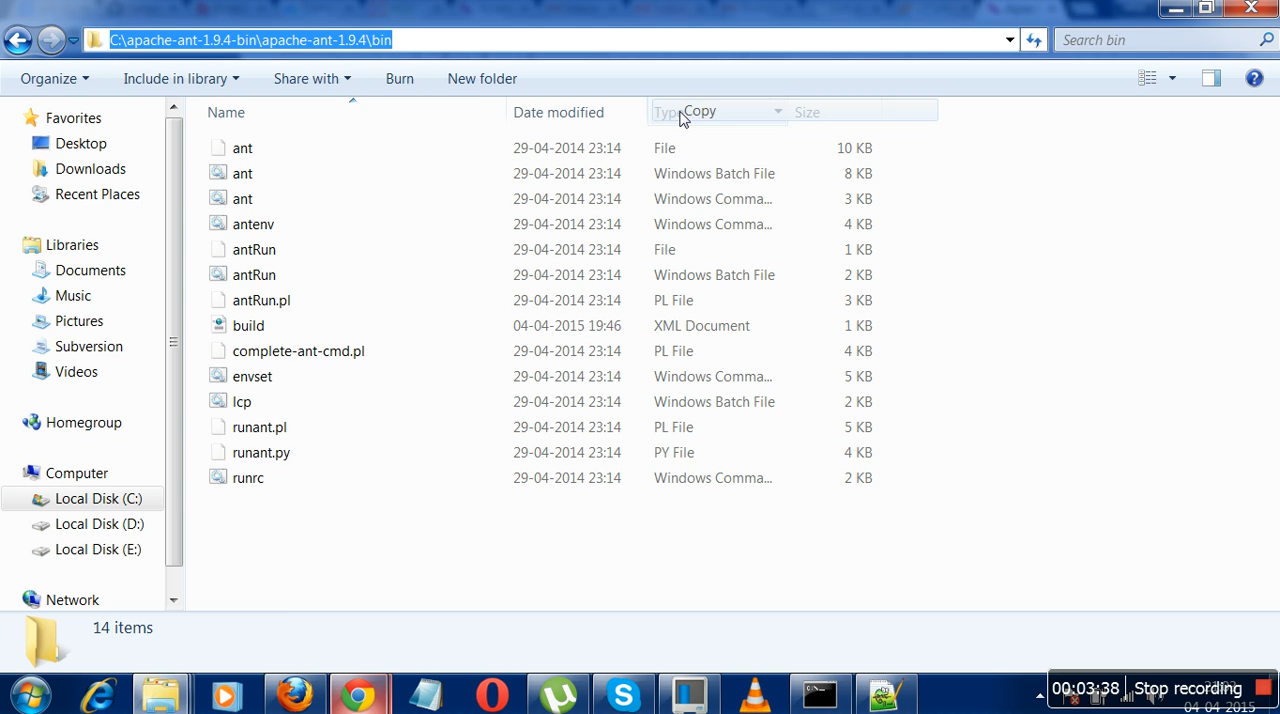 C:\apache-ant-1.9.4-bin\apache-ant-1.9.4\bin
Search bin
Organize
Include in library
Share with
Burn
New folder
Name
Date modified
Type
Copy
Size
Favorites
Desktop
Downloads
Recent Places
Libraries
Documents
Music
Pictures
Subversion
Videos
Homegroup
Computer
Local Disk (C:)
Local Disk (D:)
Local Disk (E:)
Network
ant 29-04-2014 23:14 File 10 KB
ant 29-04-2014 23:14 Windows Batch File 8 KB
ant 29-04-2014 23:14 Windows Comma... 3 KB
antenv 29-04-2014 23:14 Windows Comma... 4 KB
antRun 29-04-2014 23:14 File 1 KB
antRun 29-04-2014 23:14 Windows Batch File 2 KB
antRun.pl 29-04-2014 23:14 PL File 3 KB
build 04-04-2015 19:46 XML Document 1 KB
complete-ant-cmd.pl 29-04-2014 23:14 PL File 4 KB
envset 29-04-2014 23:14 Windows Comma... 5 KB
lcp 29-04-2014 23:14 Windows Batch File 2 KB
runant.pl 29-04-2014 23:14 PL File 5 KB
runant.py 29-04-2014 23:14 PY File 4 KB
runrc 29-04-2014 23:14 Windows Comma... 2 KB
14 items
00:03:38 Stop recording
04-04-2015